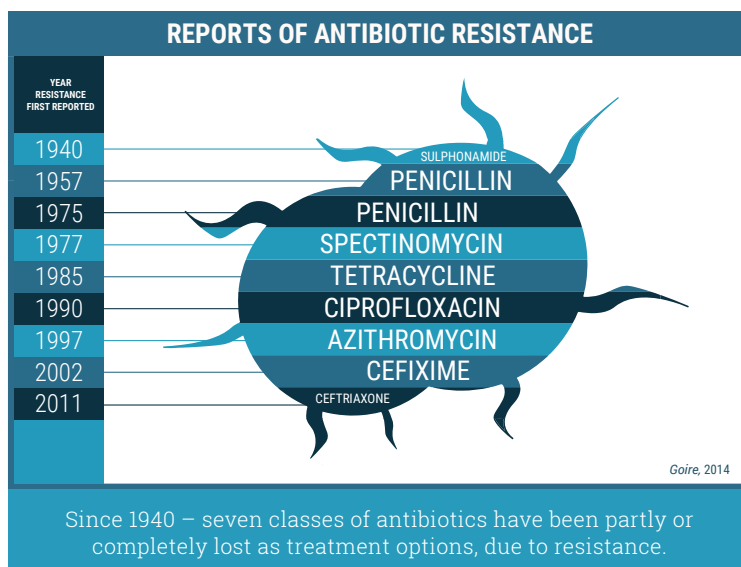 REPORTS OF ANTIBIOTIC RESISTANCE
YEAR
RESISTANCE
FIRST REPORTED
1940 SULPHONAMIDE
1957 PENICILLIN
1975 PENICILLIN
1977 SPECTINOMYCIN
1985 TETRACYCLINE
1990 CIPROFLOXACIN
1997 AZITHROMYCIN
2002 CEFIXIME
2011 CEFTRIAXONE
Goire, 2014
Since 1940 – seven classes of antibiotics have been partly or
completely lost as treatment options, due to resistance.